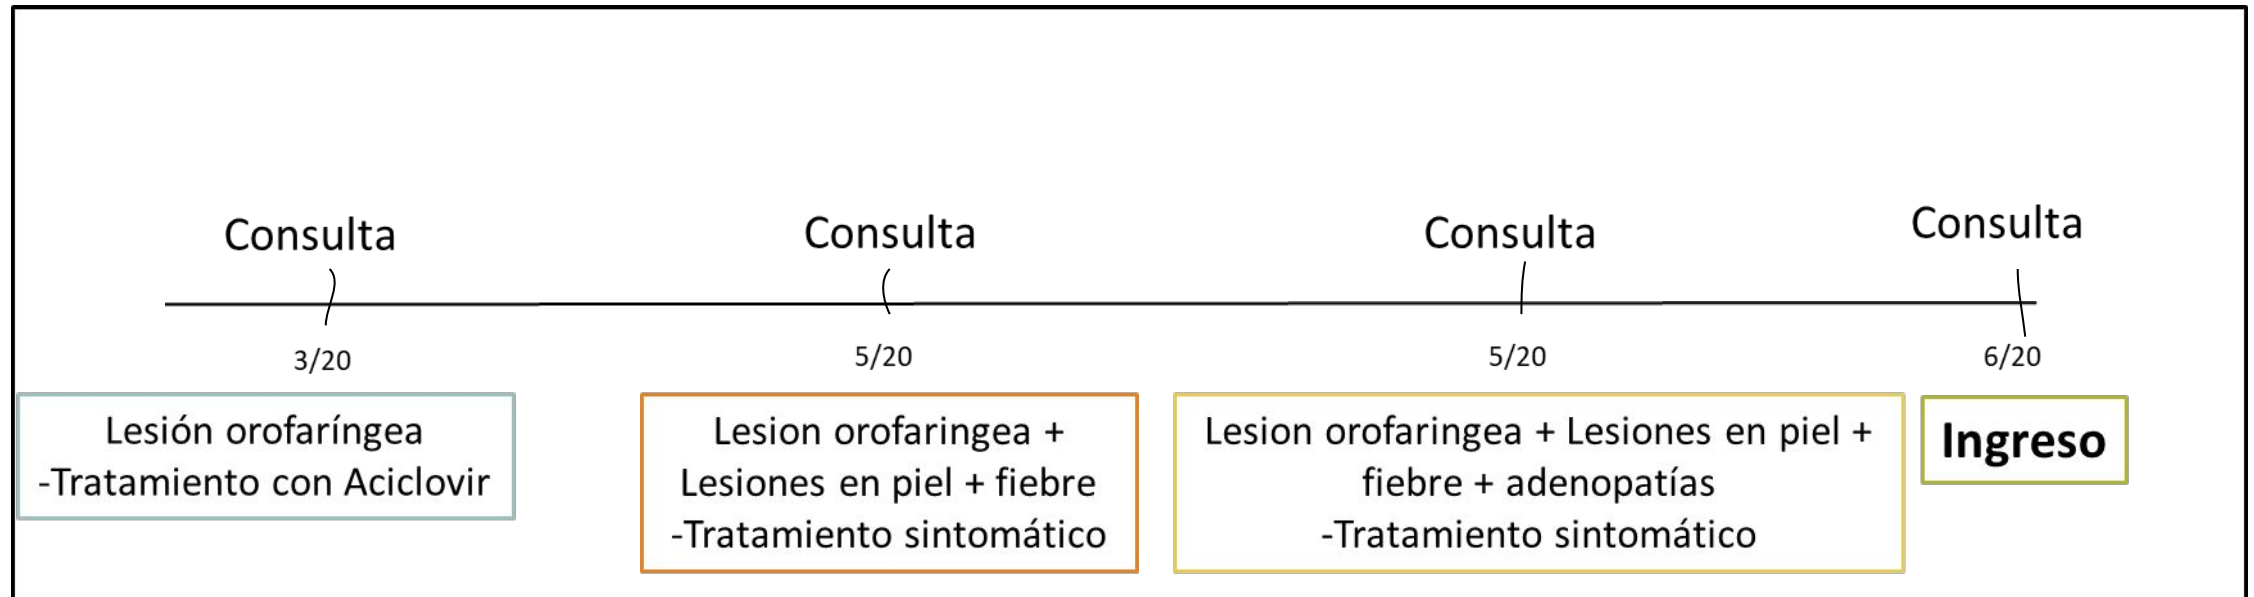 Consulta
Consulta
Consulta
Consulta
3/20
5/20
5/20
6/20
Lesión orofaríngea
-Tratamiento con Aciclovir
Lesion orofaringea +
Lesiones en piel + fiebre
-Tratamiento sintomático
Lesion orofaringea + Lesiones en piel +
fiebre + adenopatías
-Tratamiento sintomático
Ingreso